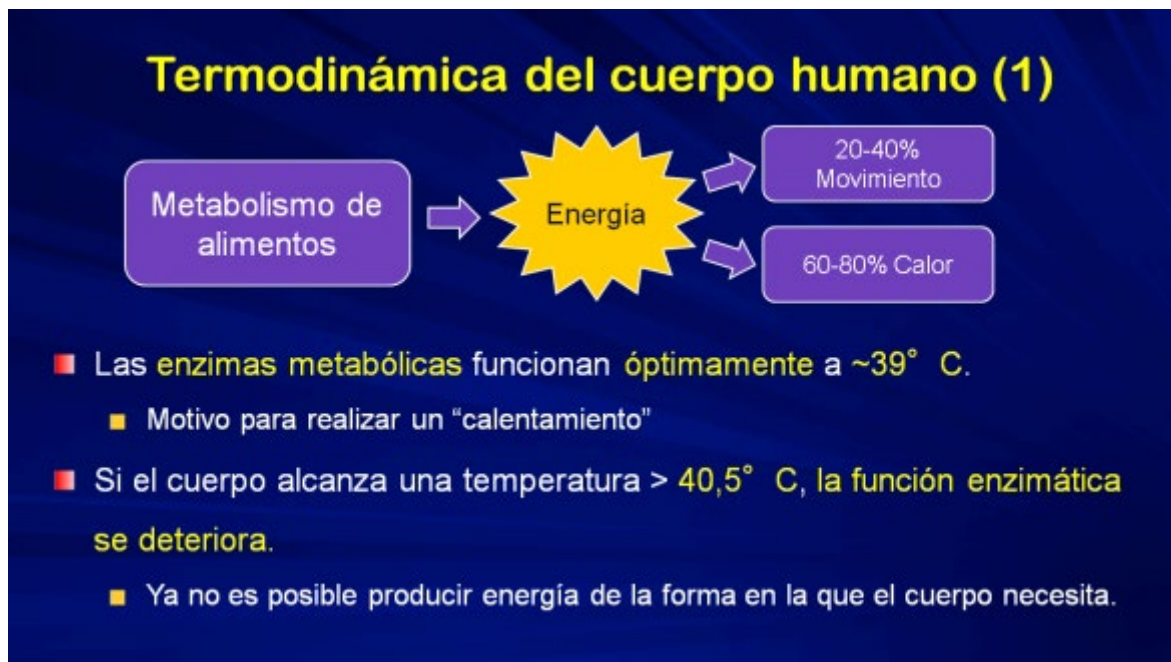 Termodinámica del cuerpo humano (1)
Metabolismo de
alimentos
Energía
20-40%
Movimiento
60-80% Calor
Las enzimas metabólicas funcionan óptimamente a ~39° C.
Motivo para realizar un “calentamiento”
Si el cuerpo alcanza una temperatura > 40,5° C, la función enzimática
se deteriora.
Ya no es posible producir energía de la forma en la que el cuerpo necesita.